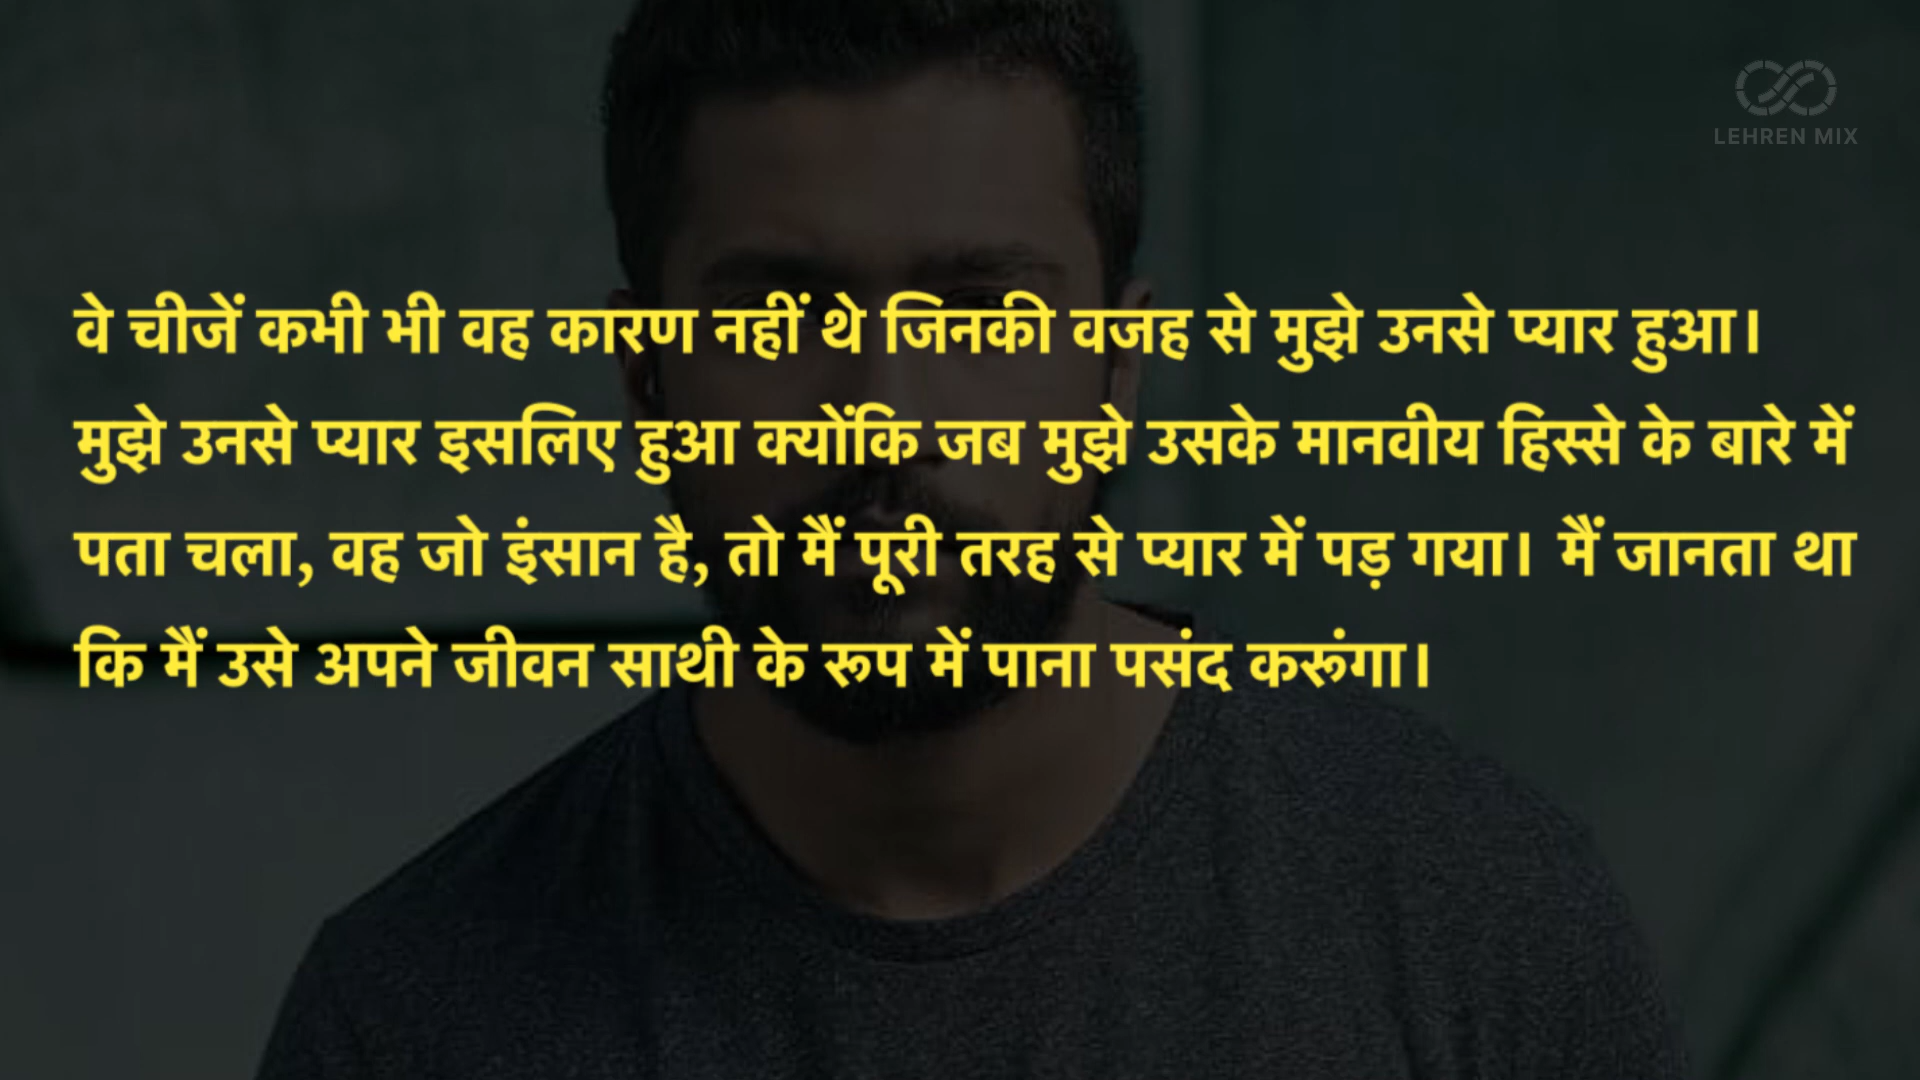 LEHREN MIX
वे चीजें कभी भी वह कारण नहीं थे जिनकी वजह से मुझे उनसे प्यार हुआ।
मुझे उनसे प्यार इसलिए हुआ क्योंकि जब मुझे उसके मानवीय हिस्से के बारे में
पता चला, वह जो इंसान है, तो मैं पूरी तरह से प्यार में पड़ गया। मैं जानता था
कि मैं उसे अपने जीवन साथी के रूप में पाना पसंद करूंगा।